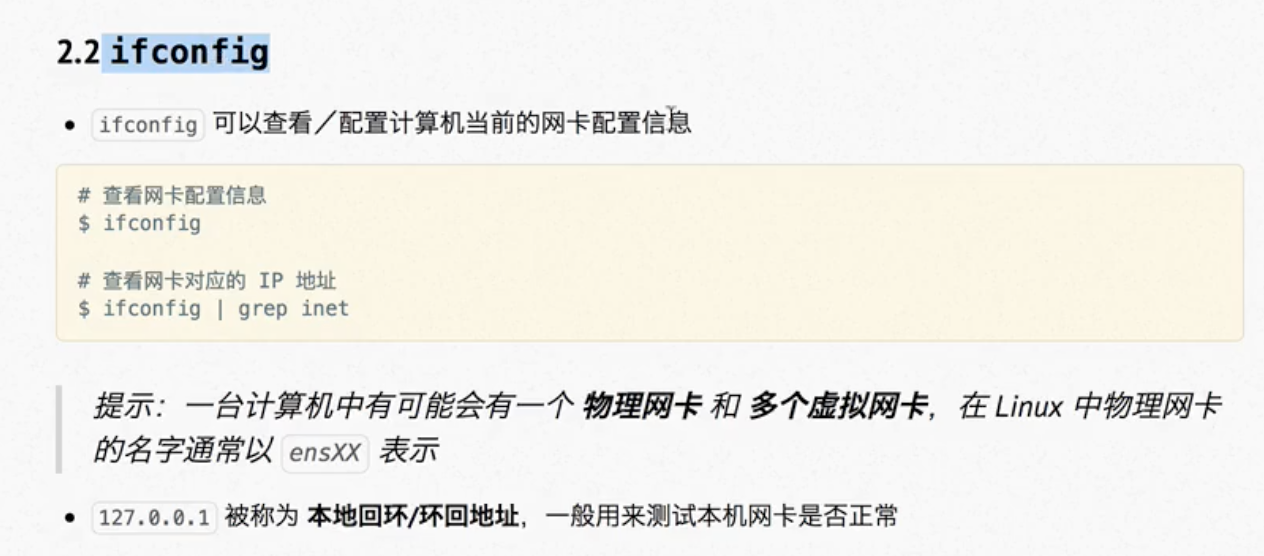 2.2 ifconfig
• ifconfig 可以查看／配置计算机当前的网卡配置信息
# 查看网卡配置信息
$ ifconfig
# 查看网卡对应的 IP 地址
$ ifconfig | grep inet
提示：一台计算机中有可能会有一个 物理网卡 和 多个虚拟网卡，在 Linux 中物理网卡
的名字通常以 ensXX 表示
• 127.0.0.1 被称为 本地回环/环回地址，一般用来测试本机网卡是否正常